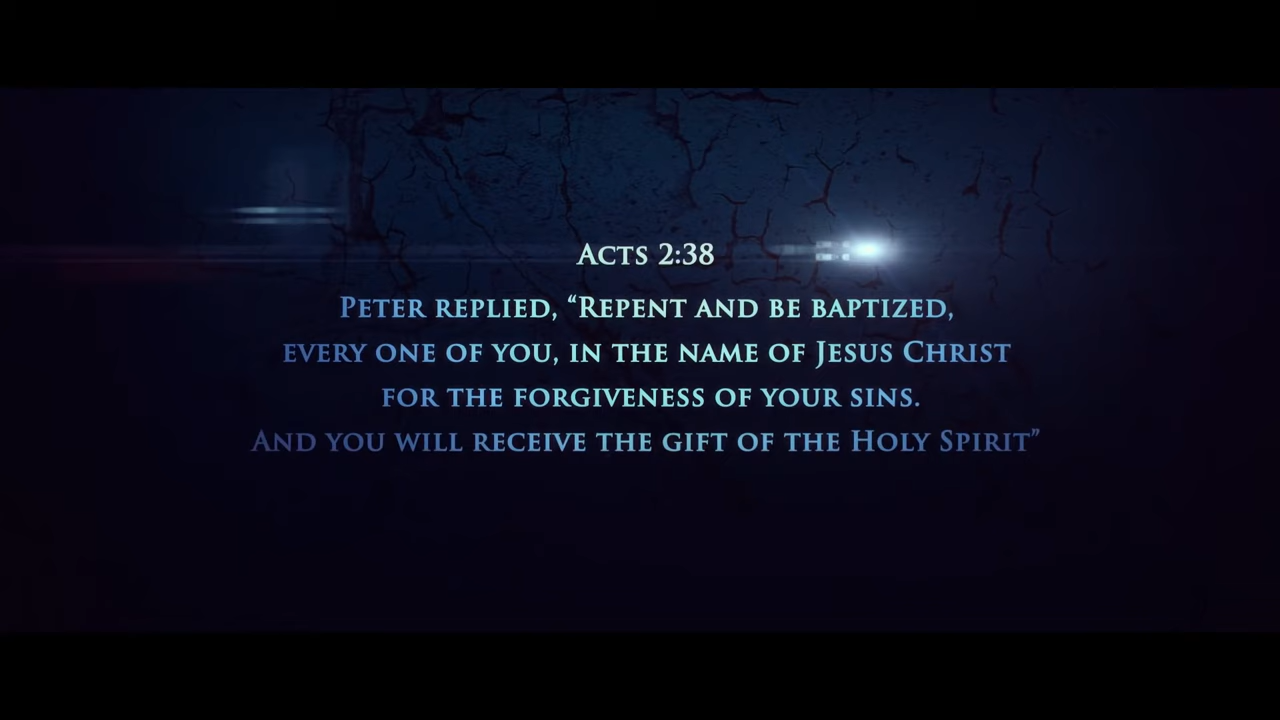 Acts 2:38
Peter replied, “Repent and be baptized,
every one of you, in the name of Jesus Christ
for the forgiveness of your sins.
And you will receive the gift of the Holy Spirit”